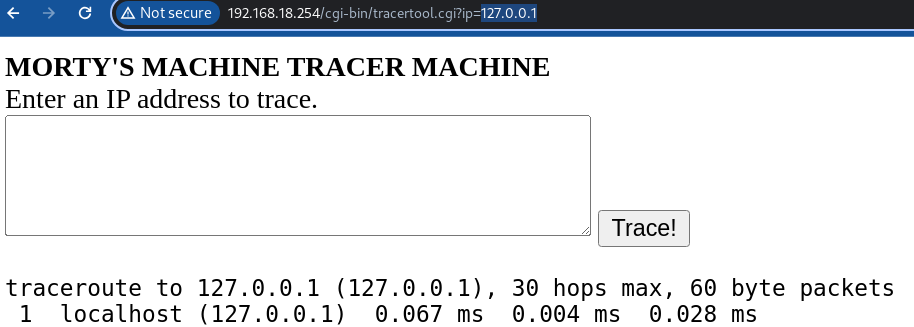 Not secure 192.168.18.254/cgi-bin/tracertool.cgi?ip=127.0.0.1
MORTY'S MACHINE TRACER MACHINE
Enter an IP address to trace.
Trace!
traceroute to 127.0.0.1 (127.0.0.1), 30 hops max, 60 byte packets
 1  localhost (127.0.0.1)  0.067 ms  0.004 ms  0.028 ms